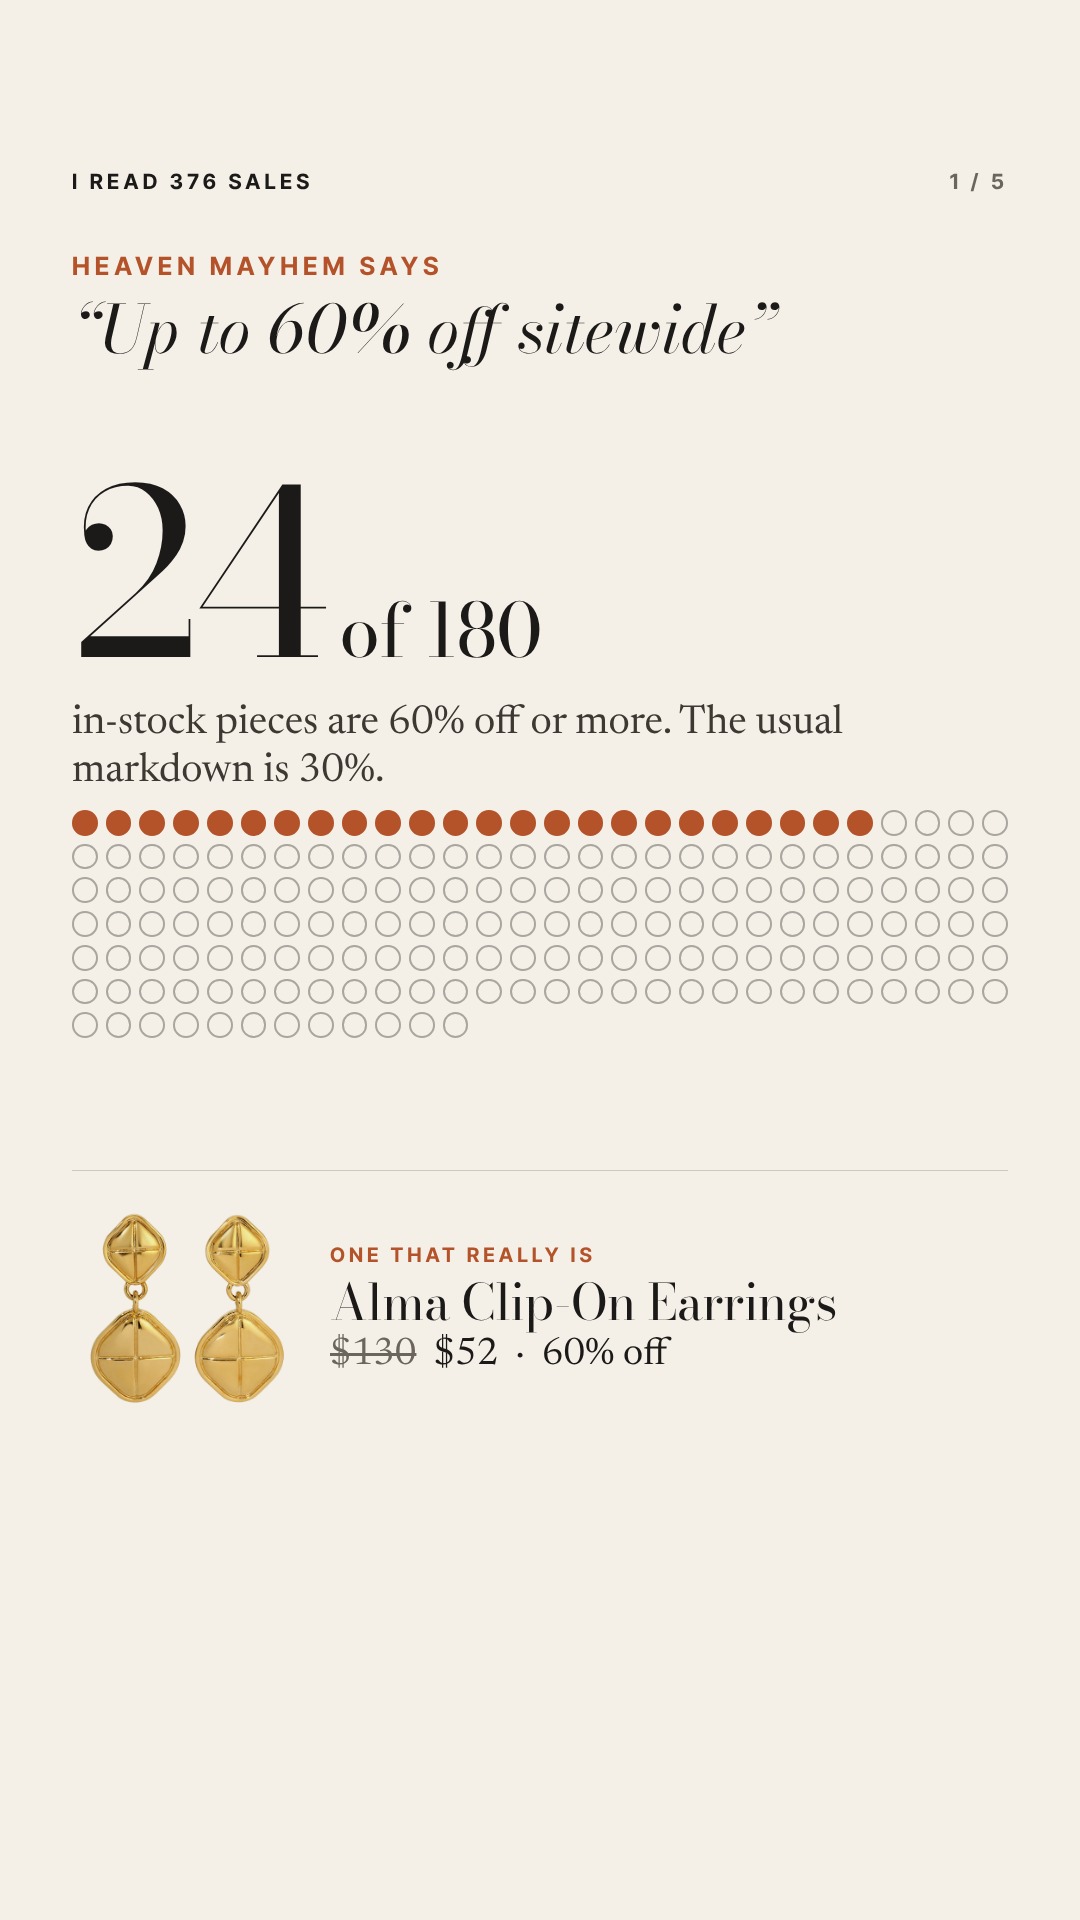 I READ 376 SALES
1 / 5
HEAVEN MAYHEM SAYS
“Up to 60% off sitewide”
24 of 180
in-stock pieces are 60% off or more. The usual
markdown is 30%.
ONE THAT REALLY IS
Alma Clip-On Earrings
$130 $52 · 60% off